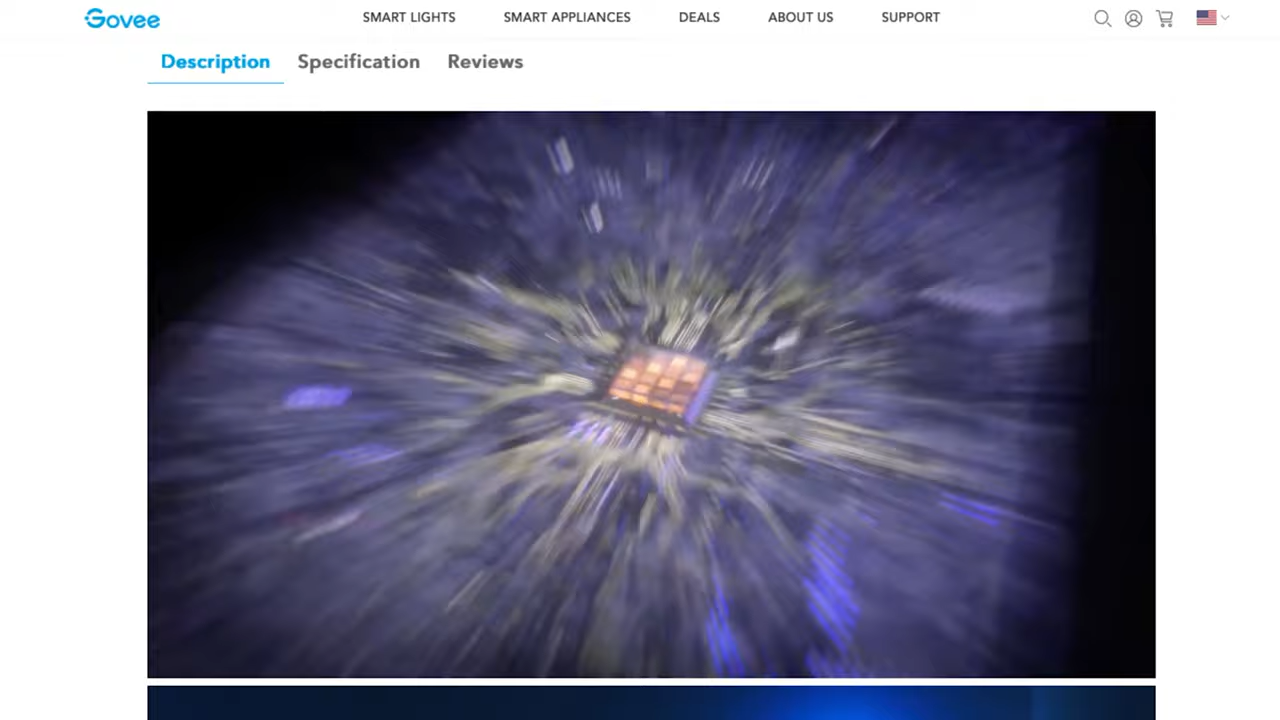 Govee SMART LIGHTS SMART APPLIANCES DEALS ABOUT US SUPPORT
Description Specification Reviews